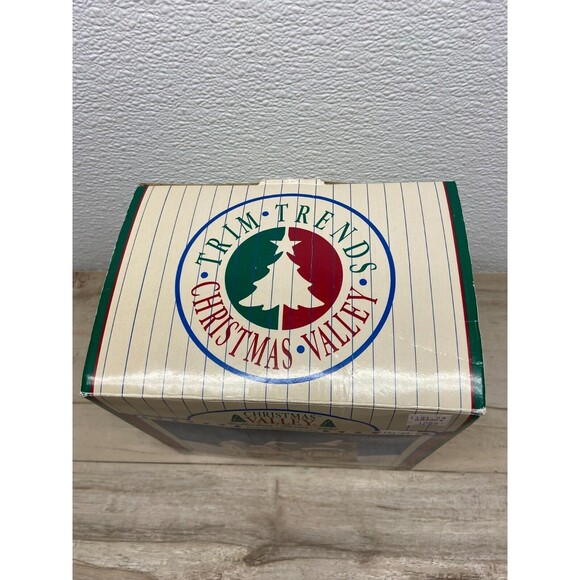 · TRIM · TRENDS ·
CHRISTMAS · VALLEY
CHRISTMAS
VALLEY